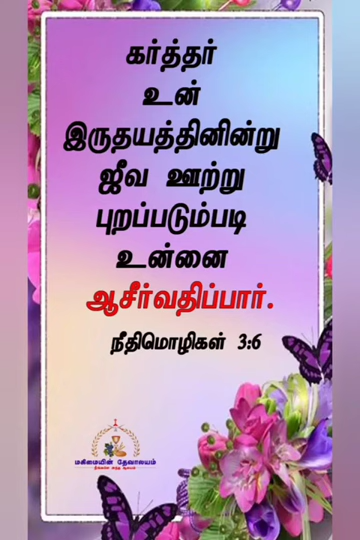 கர்த்தர்
உன்
இருதயத்தினின்று
ஜீவ ஊற்று
புறப்படும்படி
உன்னை
ஆசீர்வதிப்பார்.
நீதிமொழிகள் 3:6
மகிமையின் தேவாலயம்